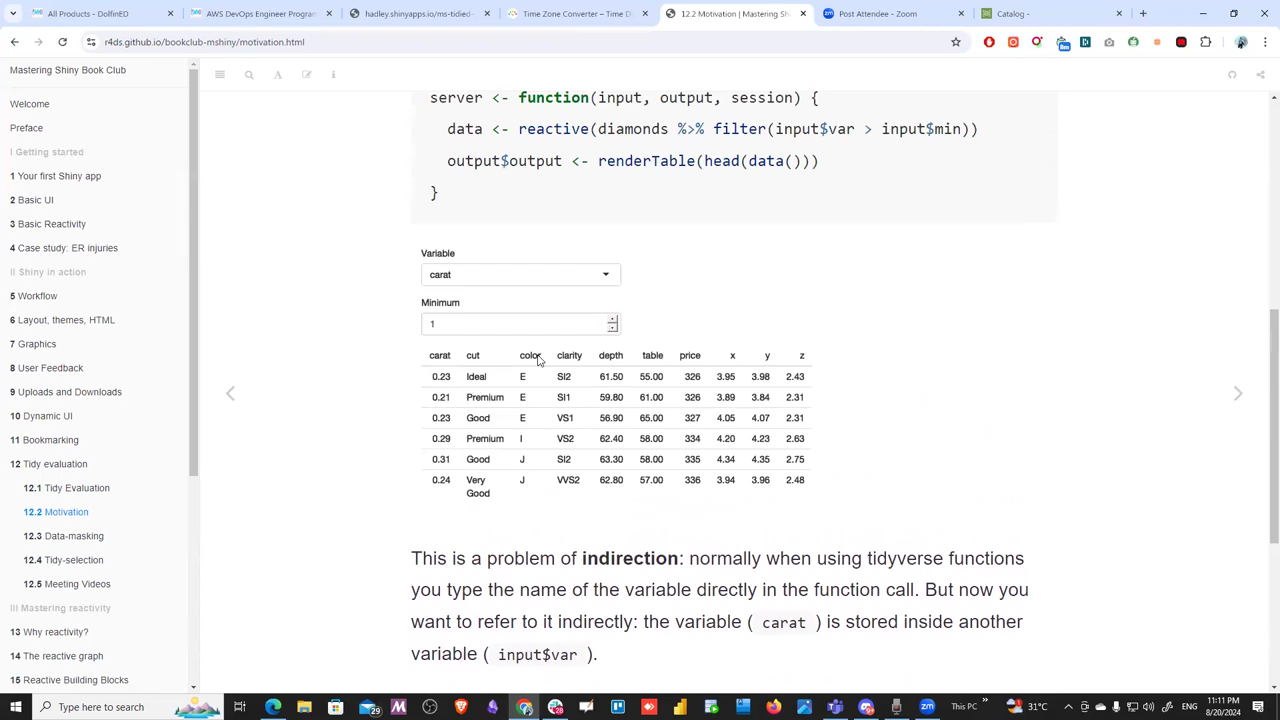 All Products - DolfinED
AWS DevOps Engineer Progra
hadley.shinyapps.io/ms-tidied-
Time Zone Converter – Time D
12.2 Motivation | Mastering Shi
Post Attendee - Zoom
Catalog -
r4ds.github.io/bookclub-mshiny/motivation.html
Mastering Shiny Book Club
Welcome
Preface
I Getting started
1 Your first Shiny app
2 Basic UI
3 Basic Reactivity
4 Case study: ER injuries
II Shiny in action
5 Workflow
6 Layout, themes, HTML
7 Graphics
8 User Feedback
9 Uploads and Downloads
10 Dynamic UI
11 Bookmarking
12 Tidy evaluation
12.1 Tidy Evaluation
12.2 Motivation
12.3 Data-masking
12.4 Tidy-selection
12.5 Meeting Videos
III Mastering reactivity
13 Why reactivity?
14 The reactive graph
15 Reactive Building Blocks
server <- function(input, output, session) {
data <- reactive(diamonds %>% filter(input$var > input$min))
output$output <- renderTable(head(data()))
}
Variable
carat
Minimum
1
carat cut color clarity depth table price x y z
0.23 Ideal E SI2 61.50 55.00 326 3.95 3.98 2.43
0.21 Premium E SI1 59.80 61.00 326 3.89 3.84 2.31
0.23 Good E VS1 56.90 65.00 327 4.05 4.07 2.31
0.29 Premium I VS2 62.40 58.00 334 4.20 4.23 2.63
0.31 Good J SI2 63.30 58.00 335 4.34 4.35 2.75
0.24 Very Good J VVS2 62.80 57.00 336 3.94 3.96 2.48
This is a problem of indirection: normally when using tidyverse functions
you type the name of the variable directly in the function call. But now you
want to refer to it indirectly: the variable ( carat ) is stored inside another
variable ( input$var ).
Type here to search
29
This PC
31°C
11:11 PM
8/20/2024